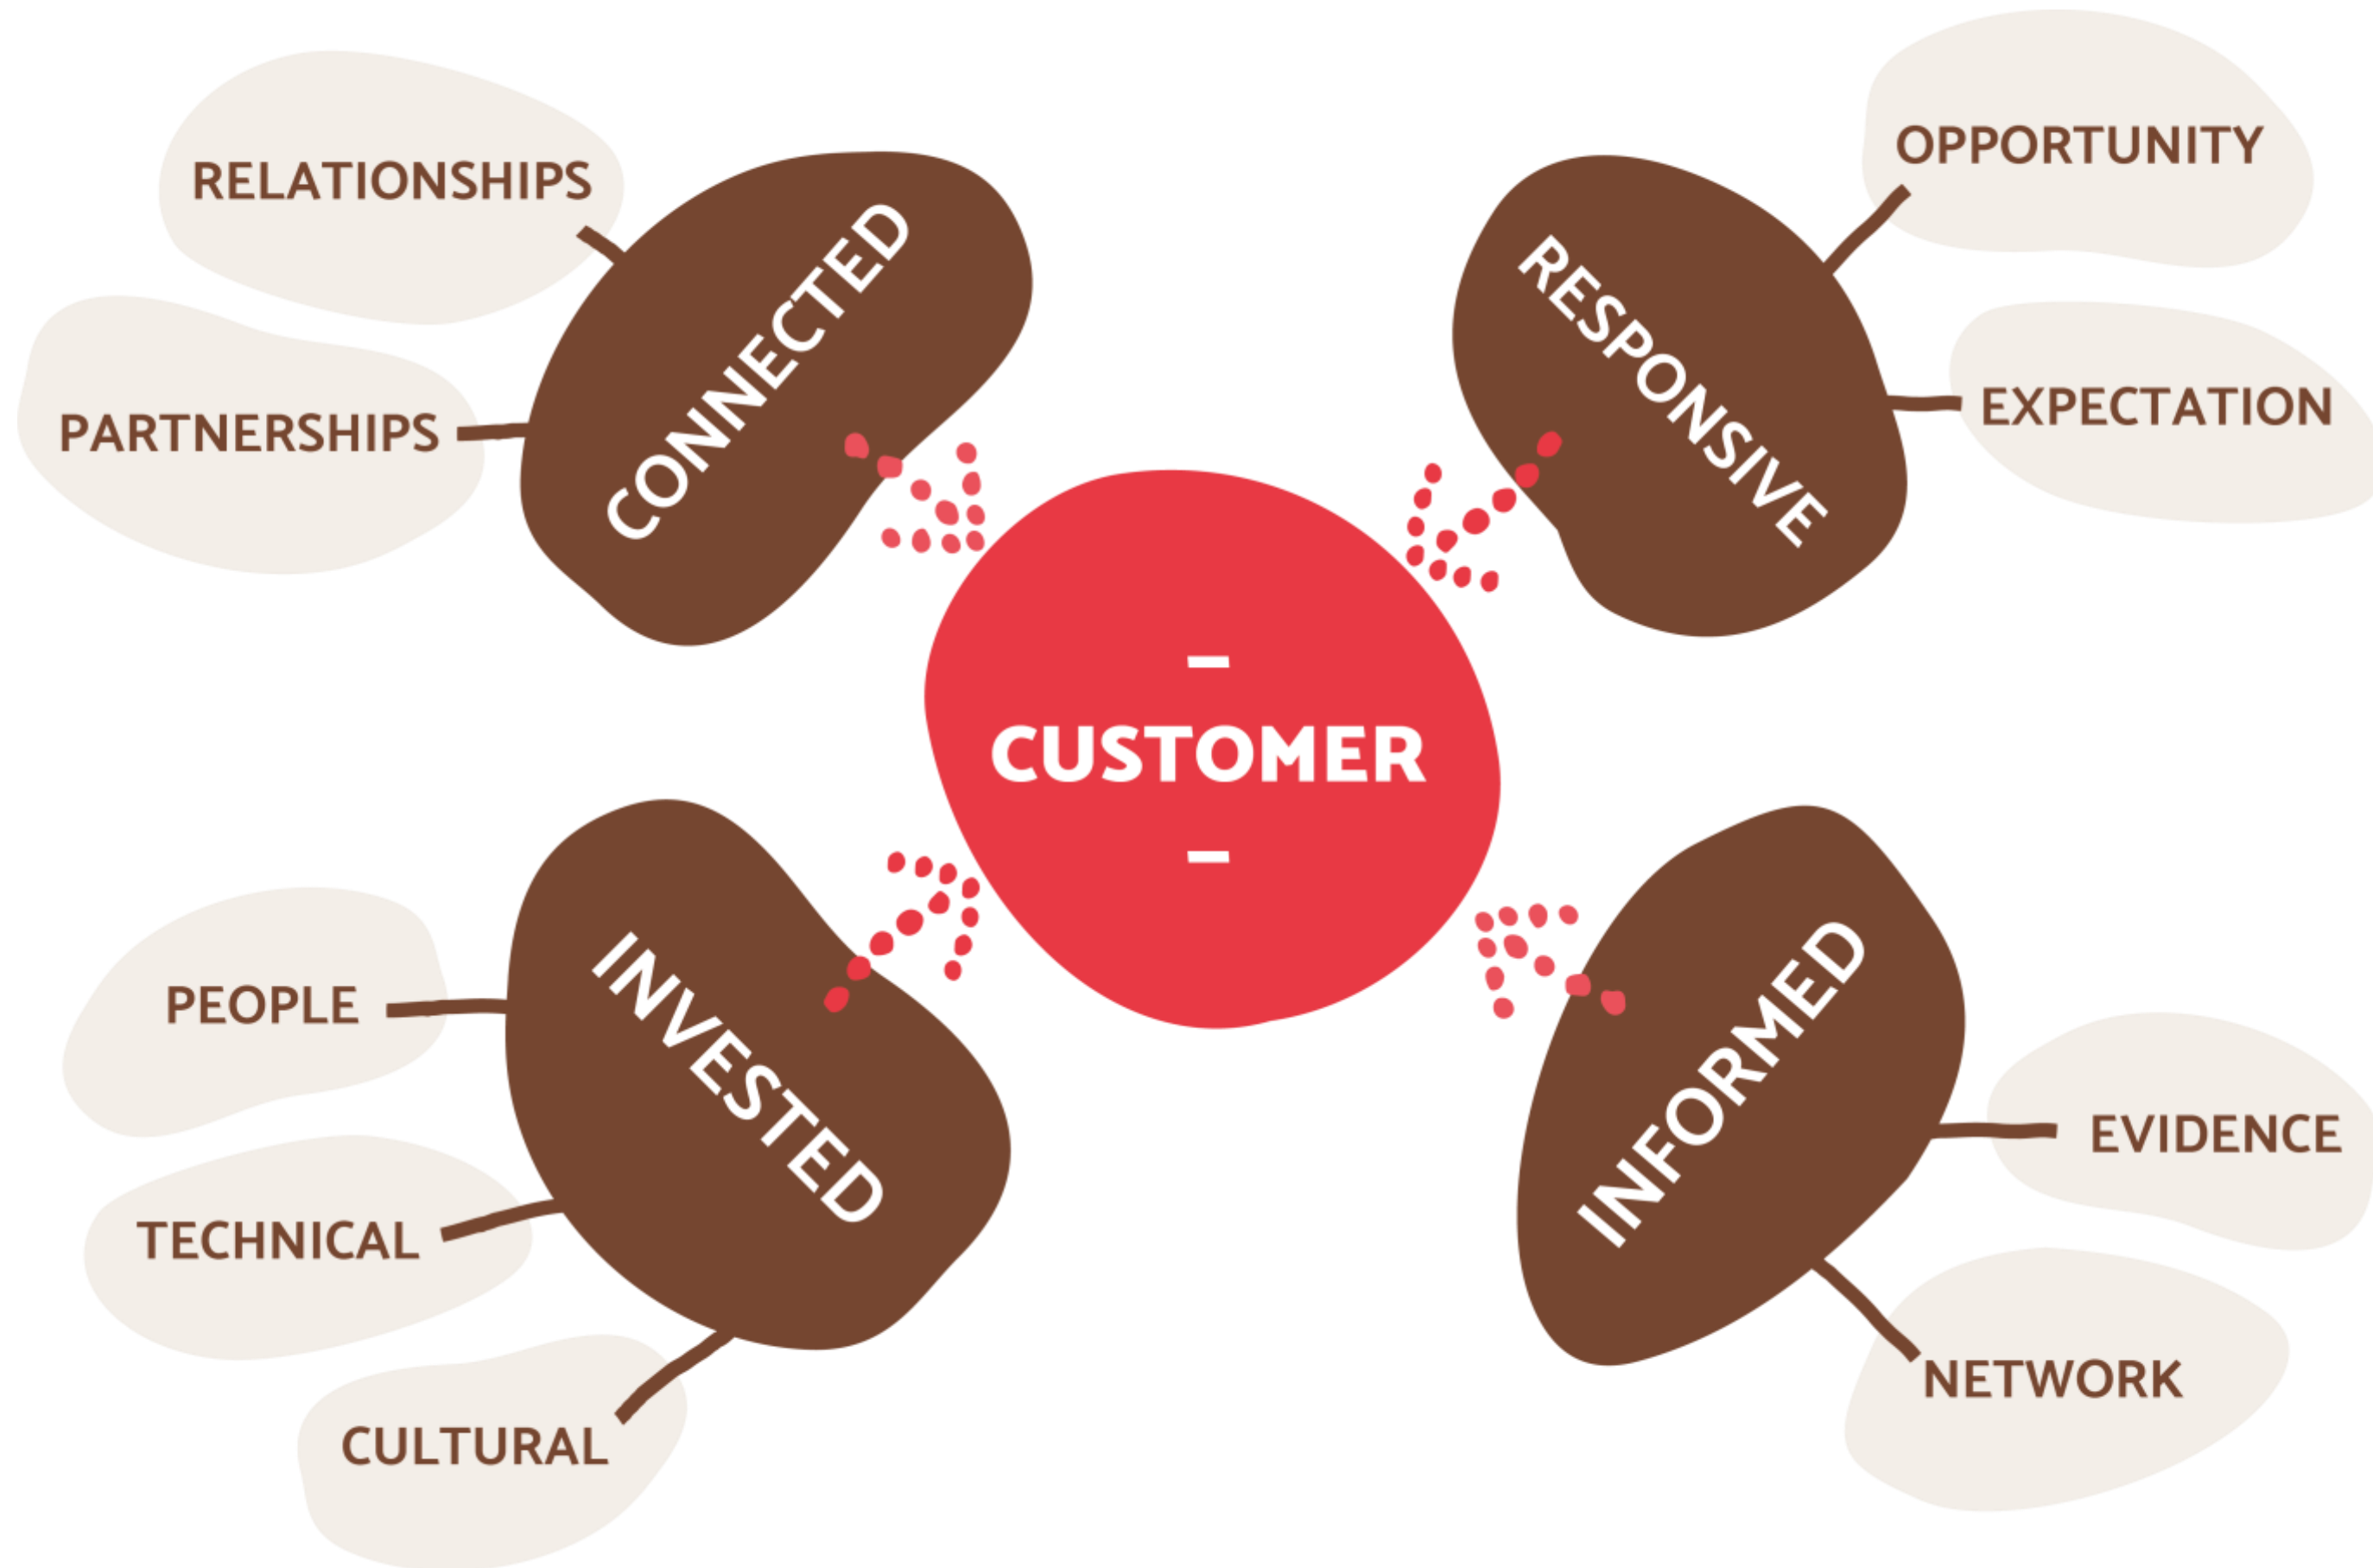 RELATIONSHIPS
PARTNERSHIPS
CONNECTED
RESPONSIVE
OPPORTUNITY
EXPECTATION
CUSTOMER
PEOPLE
TECHNICAL
CULTURAL
INVESTED
INFORMED
EVIDENCE
NETWORK